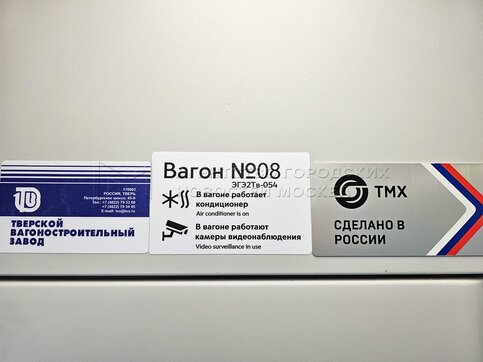 170003
РОССИЯ, ТВЕРЬ
Петербургское шоссе, 45-б
ТВЕРСКОЙ
ВАГОНОСТРОИТЕЛЬНЫЙ
ЗАВОД
Вагон №08
ЭГЭ2Тв-054
В вагоне работает
кондиционер
Air conditioner is on
В вагоне работают
камеры видеонаблюдения
Video surveillance in use
ТМХ
СДЕЛАНО В
РОССИИ